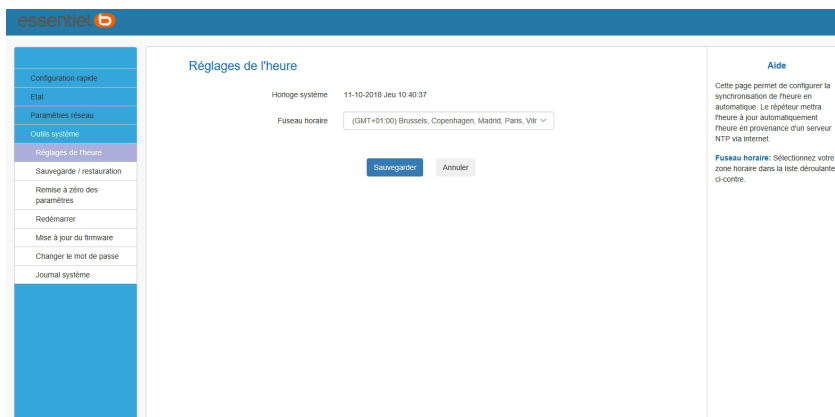 essentiel b
Configuration rapide
Etat
Paramètres réseau
Outils système
Réglages de l'heure
Sauvegarde / restauration
Remise à zéro des
paramètres
Redémarrer
Mise à jour du firmware
Changer le mot de passe
Journal système
Réglages de l'heure
Horloge système 11-10-2018 Jeu 10:40:37
Fuseau horaire (GMT+01:00) Brussels, Copenhagen, Madrid, Paris, Vilr
Sauvegarder Annuler
Aide
Cette page permet de configurer la
synchronisation de l'heure en
automatique. Le répéteur mettra
l'heure à jour automatiquement
l'heure en provenance d'un serveur
NTP via internet.
Fuseau horaire: Sélectionnez votre
zone horaire dans la liste déroulante
ci-contre.